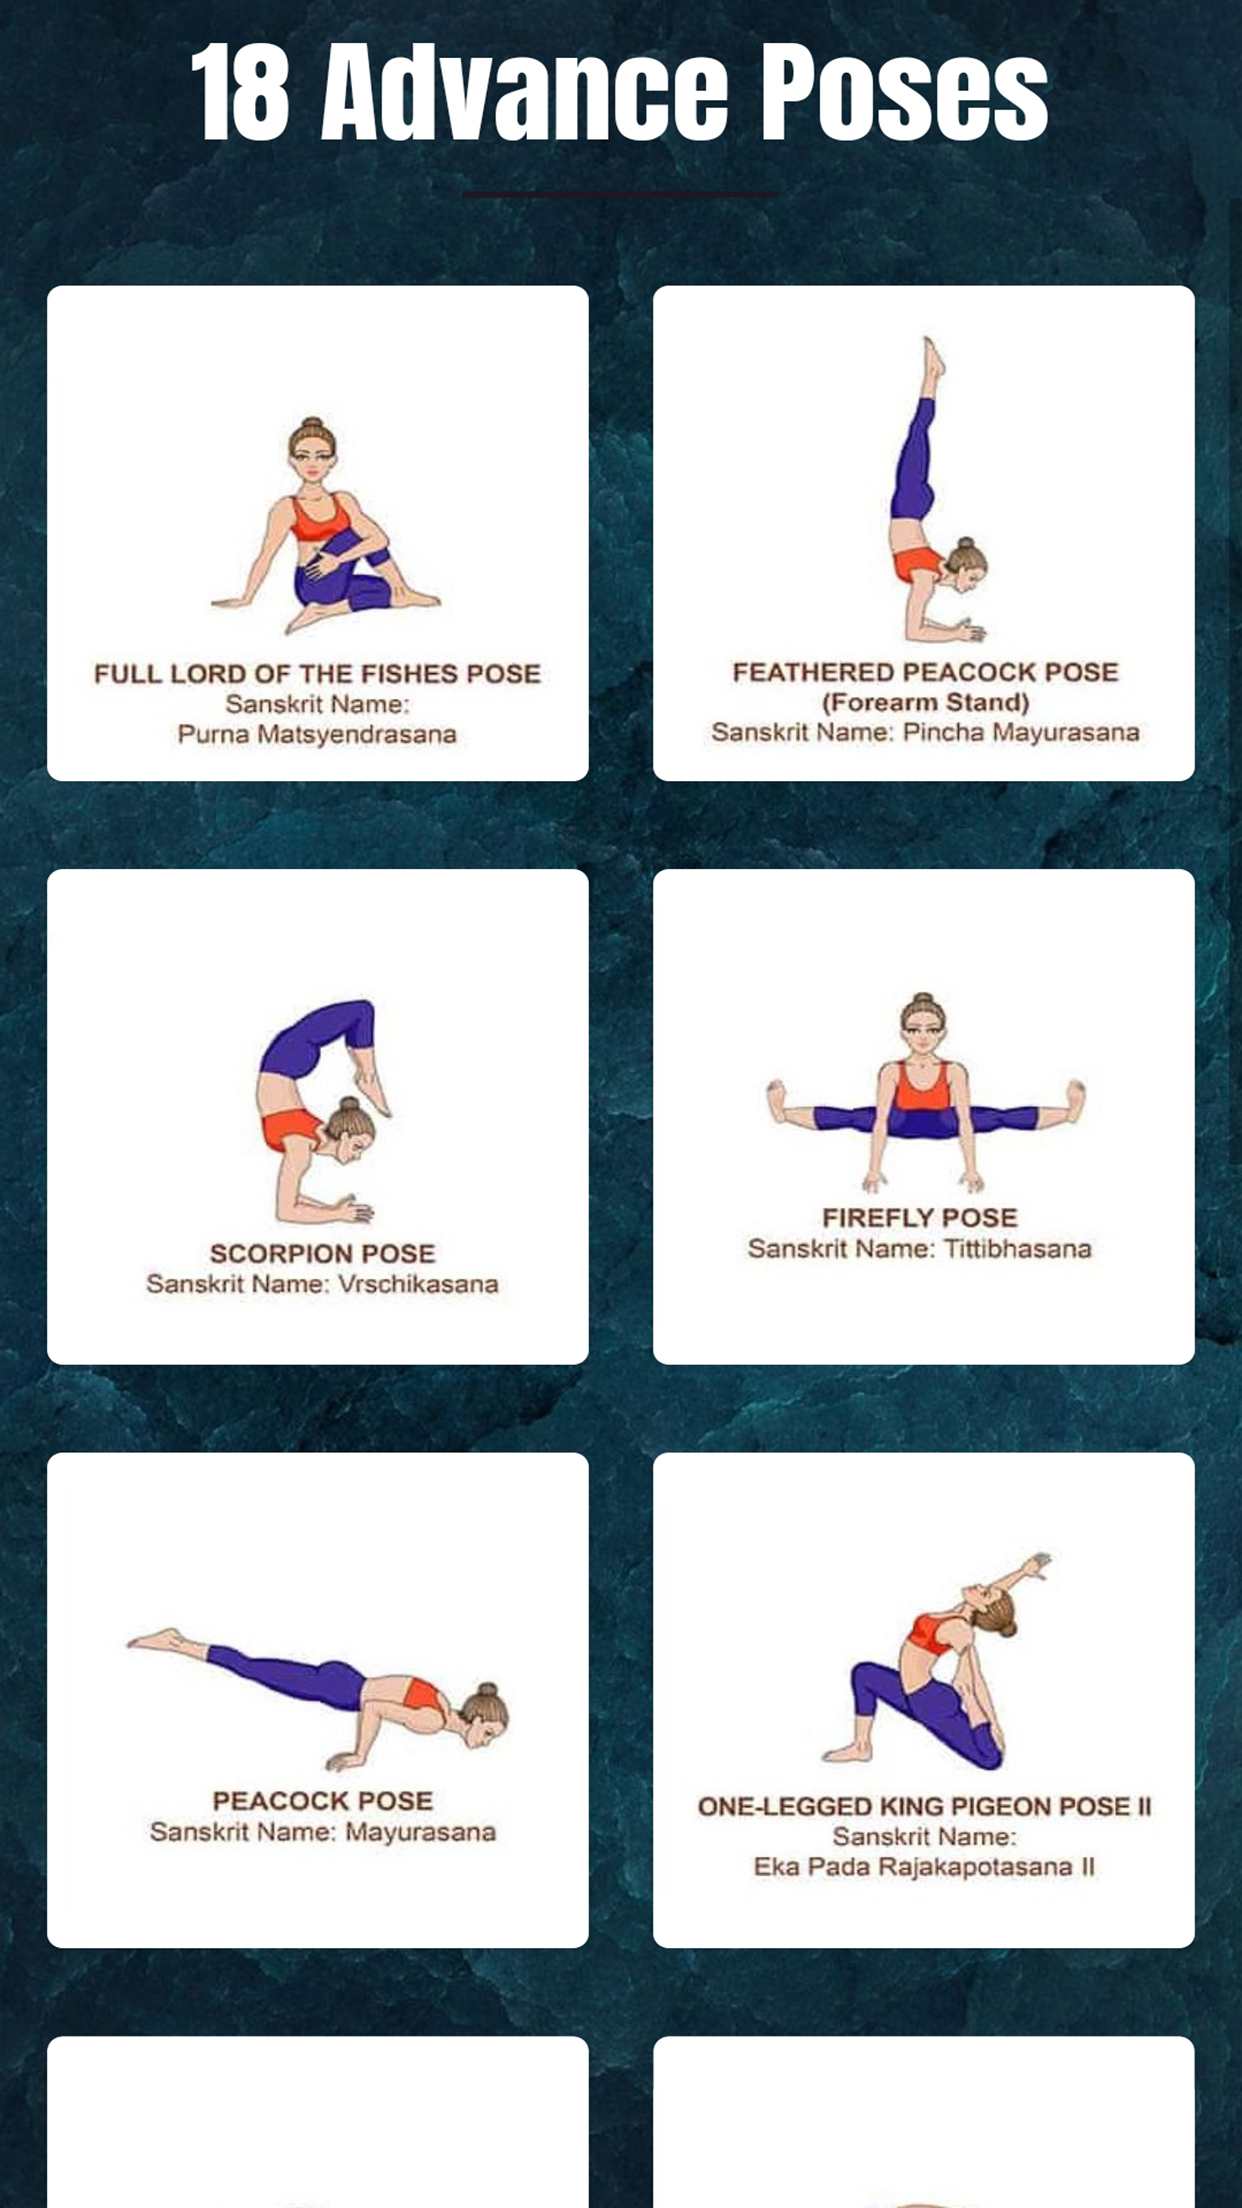 18 Advance Poses
FULL LORD OF THE FISHES POSE
Sanskrit Name:
Purna Matsyendrasana
FEATHERED PEACOCK POSE
(Forearm Stand)
Sanskrit Name: Pincha Mayurasana
SCORPION POSE
Sanskrit Name: Vrschikasana
FIREFLY POSE
Sanskrit Name: Tittibhasana
PEACOCK POSE
Sanskrit Name: Mayurasana
ONE-LEGGED KING PIGEON POSE II
Sanskrit Name:
Eka Pada Rajakapotasana II